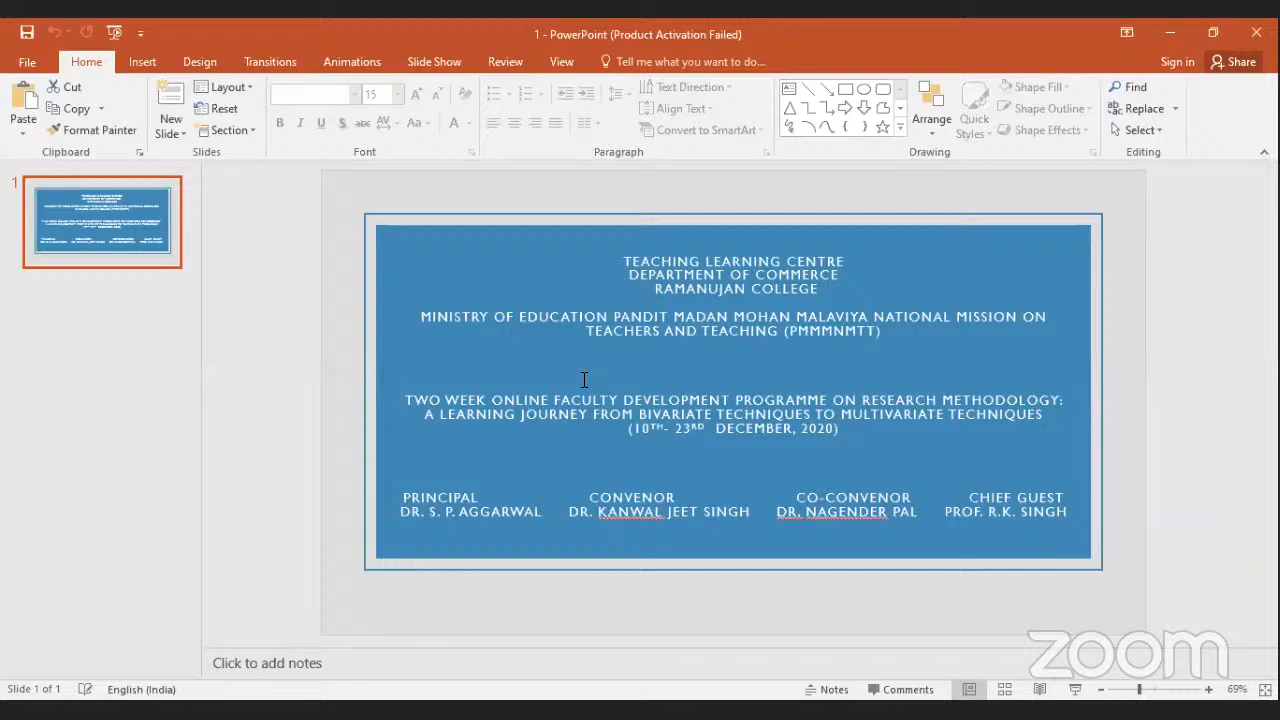 1 - PowerPoint (Product Activation Failed)
File Home Insert Design Transitions Animations Slide Show Review View Tell me what you want to do... Sign in Share
Paste
Cut
Copy
Format Painter
Clipboard
New Slide
Layout
Reset
Section
Slides
15
B I U S abc AV Aa A
Font
Text Direction
Align Text
Convert to SmartArt
Paragraph
Arrange
Quick Styles
Shape Fill
Shape Outline
Shape Effects
Drawing
Find
Replace
Select
Editing
1
TEACHING LEARNING CENTRE
DEPARTMENT OF COMMERCE
RAMANUJAN COLLEGE
MINISTRY OF EDUCATION PANDIT MADAN MOHAN MALAVIYA NATIONAL MISSION ON
TEACHERS AND TEACHING (PMMMNMTT)
TWO WEEK ONLINE FACULTY DEVELOPMENT PROGRAMME ON RESEARCH METHODOLOGY:
A LEARNING JOURNEY FROM BIVARIATE TECHNIQUES TO MULTIVARIATE TECHNIQUES
(10TH- 23RD DECEMBER, 2020)
PRINCIPAL CONVENOR CO-CONVENOR CHIEF GUEST
DR. S. P. AGGARWAL DR. KANWAL JEET SINGH DR. NAGENDER PAL PROF. R.K. SINGH
Click to add notes
zoom
Slide 1 of 1 English (India) Notes Comments 69%